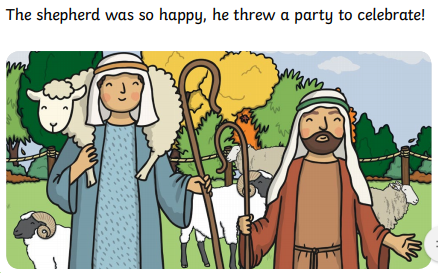 The shepherd was so happy, he threw a party to celebrate!